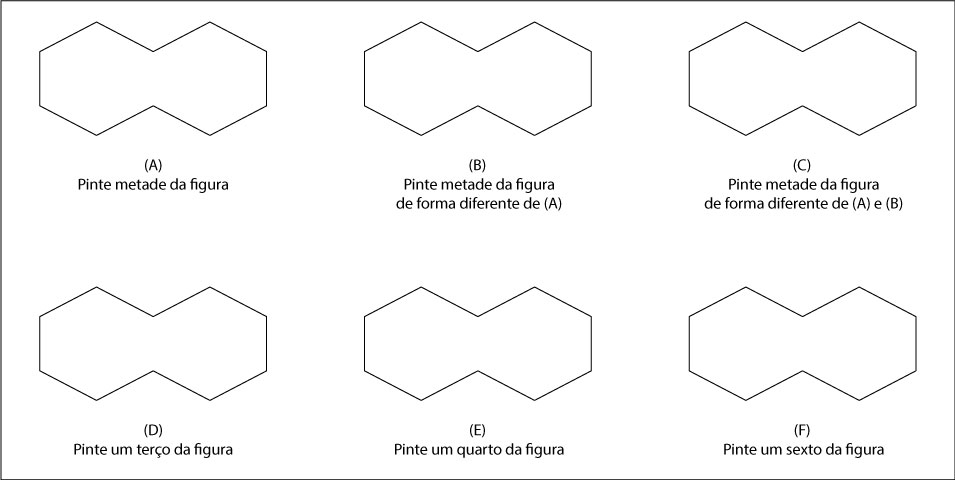 (A)
Pinte metade da figura
(B)
Pinte metade da figura
de forma diferente de (A)
(C)
Pinte metade da figura
de forma diferente de (A) e (B)
(D)
Pinte um terço da figura
(E)
Pinte um quarto da figura
(F)
Pinte um sexto da figura